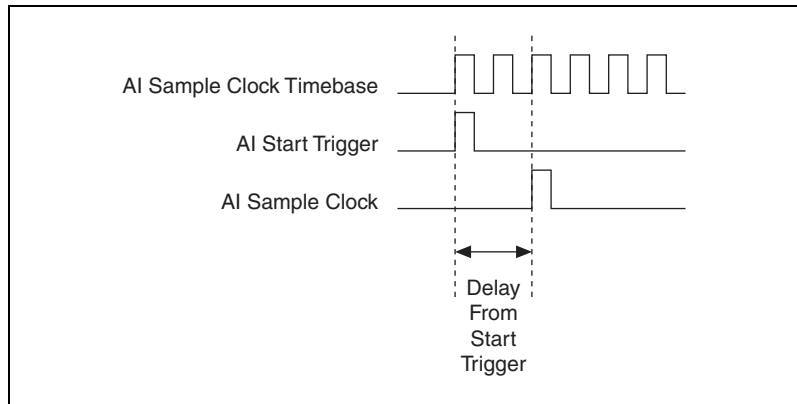 AI Sample Clock Timebase
AI Start Trigger
AI Sample Clock
Delay
From
Start
Trigger